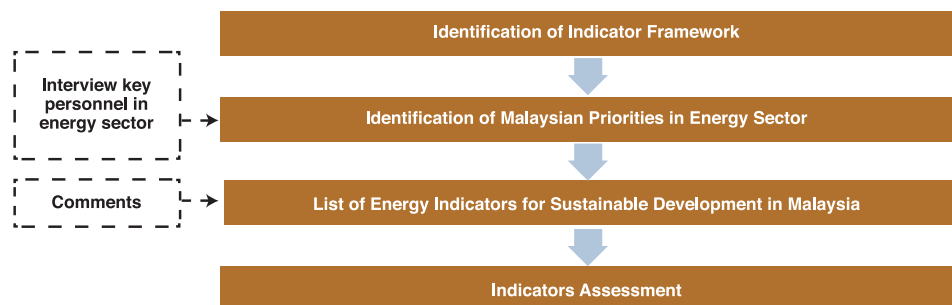 Identification of Indicator Framework
Interview key
personnel in
energy sector
Identification of Malaysian Priorities in Energy Sector
Comments
List of Energy Indicators for Sustainable Development in Malaysia
Indicators Assessment